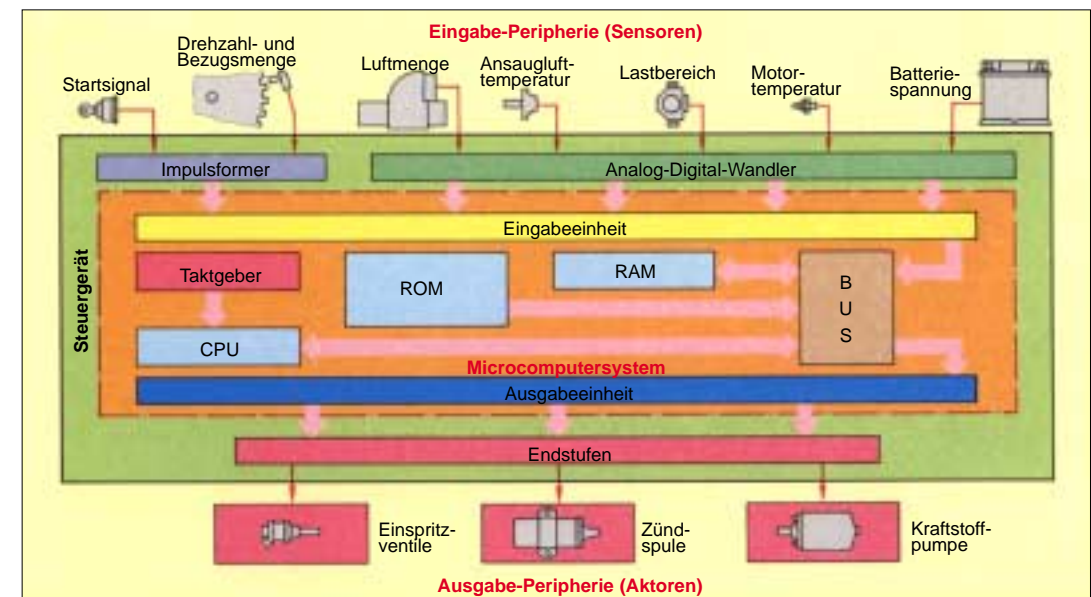 Eingabe-Peripherie (Sensoren)
Startsignal
Drehzahl- und
Bezugsmenge
Luftmenge
Ansaugluft-
temperatur
Lastbereich
Motor-
temperatur
Batterie-
spannung
Impulsformer
Analog-Digital-Wandler
Eingabeeinheit
Steuergerät
Taktgeber
ROM
RAM
B
U
S
CPU
Microcomputersystem
Ausgabeeinheit
Endstufen
Einspritz-
ventile
Zünd-
spule
Kraftstoff-
pumpe
Ausgabe-Peripherie (Aktoren)